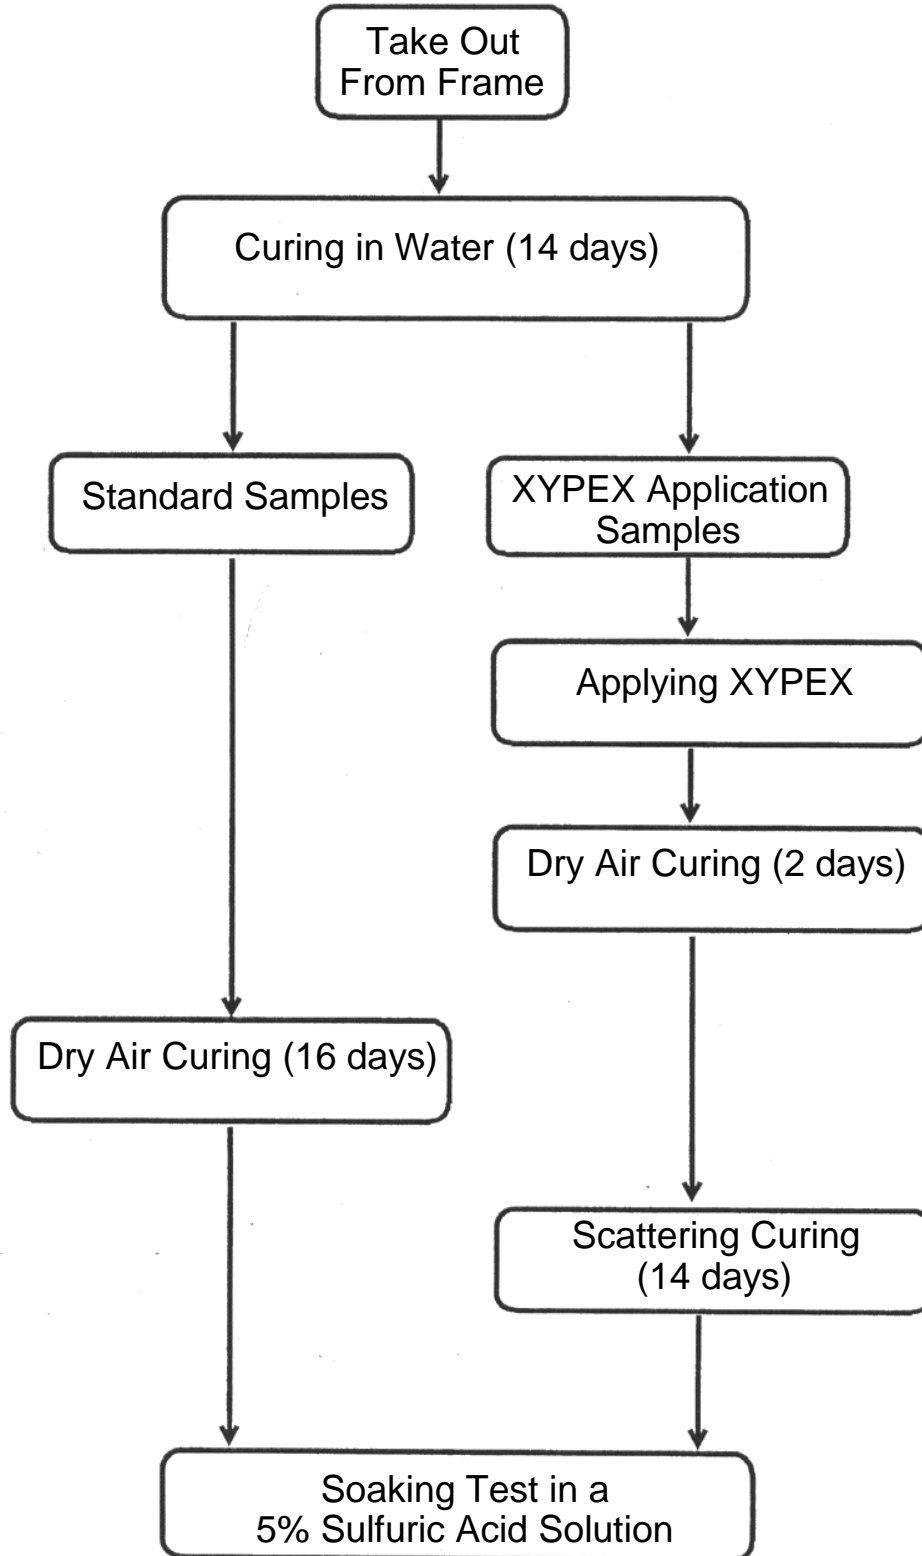 Take Out
From Frame
Curing in Water (14 days)
Standard Samples
XYPEX Application
Samples
Applying XYPEX
Dry Air Curing (2 days)
Dry Air Curing (16 days)
Scattering Curing
(14 days)
Soaking Test in a
5% Sulfuric Acid Solution